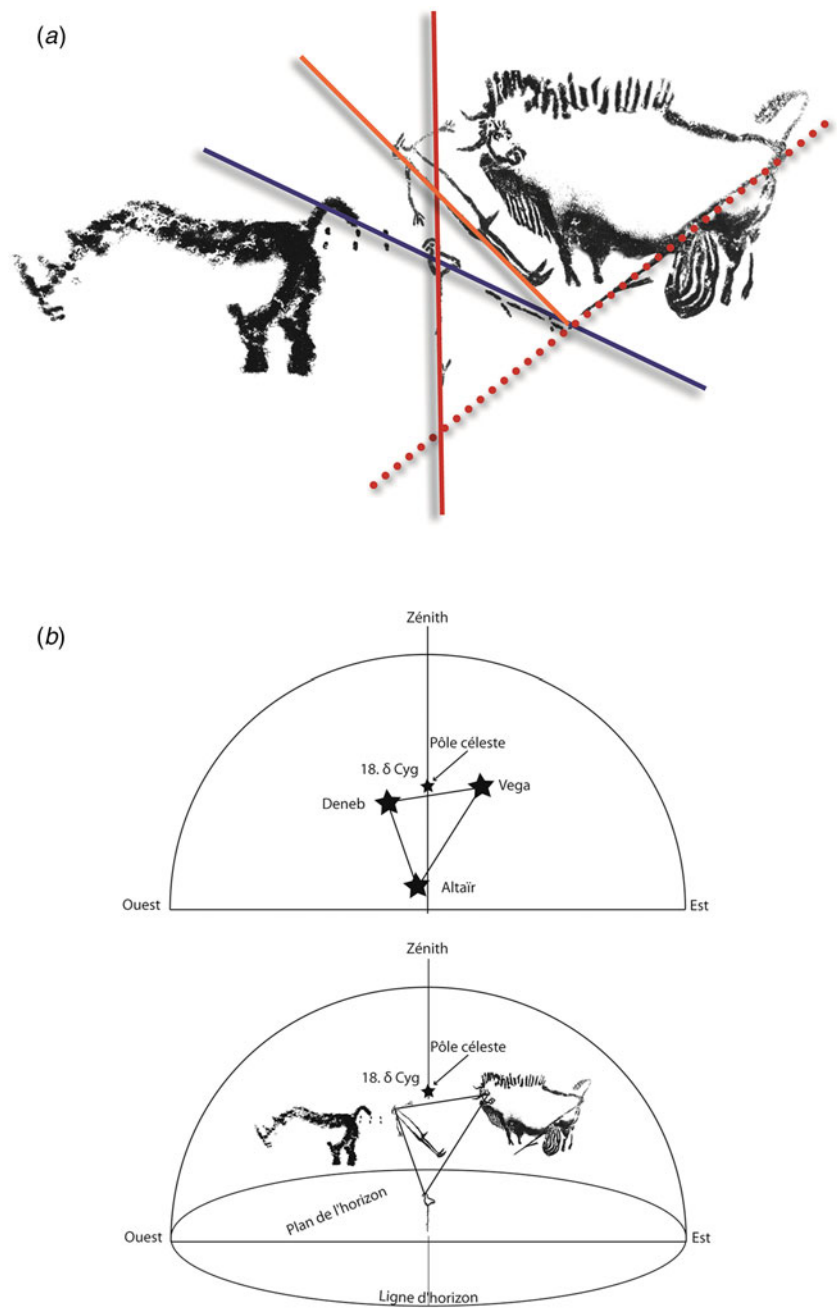 (a)
(b)
Zénith
Pôle céleste
18. δ Cyg
Deneb
Vega
Altaïr
Ouest
Est
Zénith
Pôle céleste
18. δ Cyg
Plan de l'horizon
Ouest
Est
Ligne d'horizon